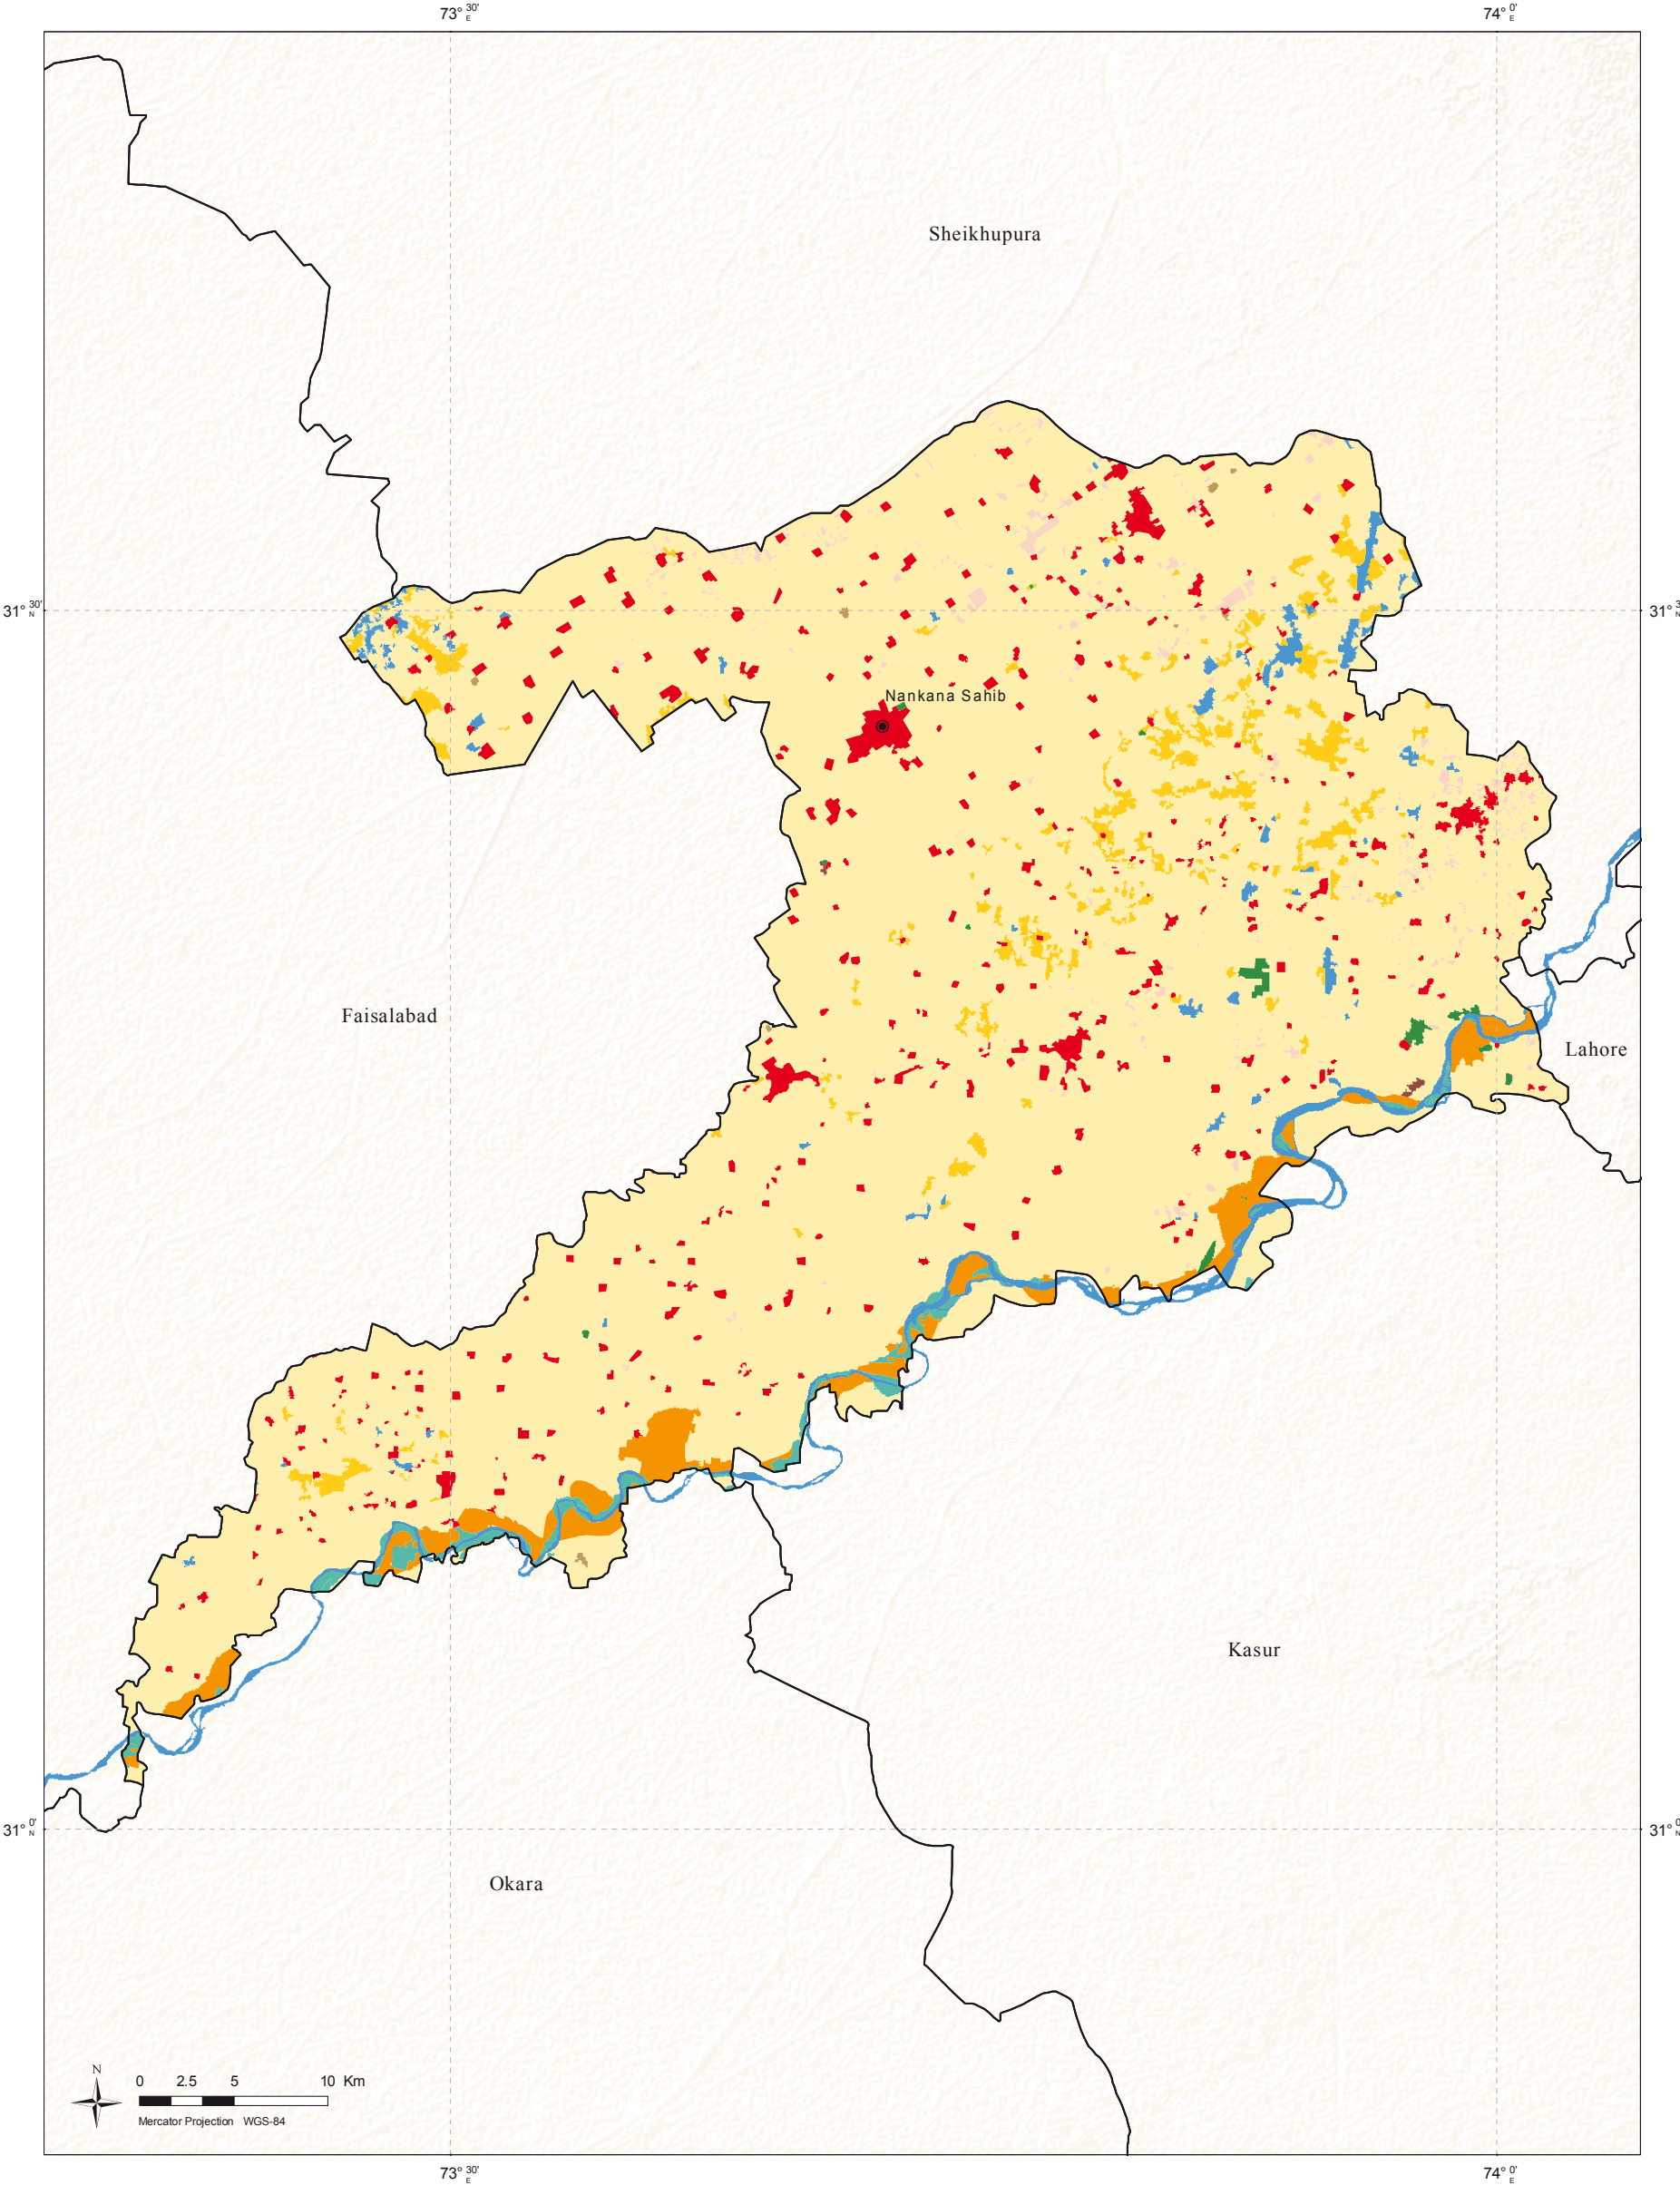 73° 30' E
74° 0' E
Sheikhupura
31° 30' N
31° 3 N
Nankana Sahib
Faisalabad
Lahore
Kasur
31° 0' N
31° 0 N
Okara
N
0 2.5 5 10 Km
Mercator Projection WGS-84
73° 30' E
74° 0' E